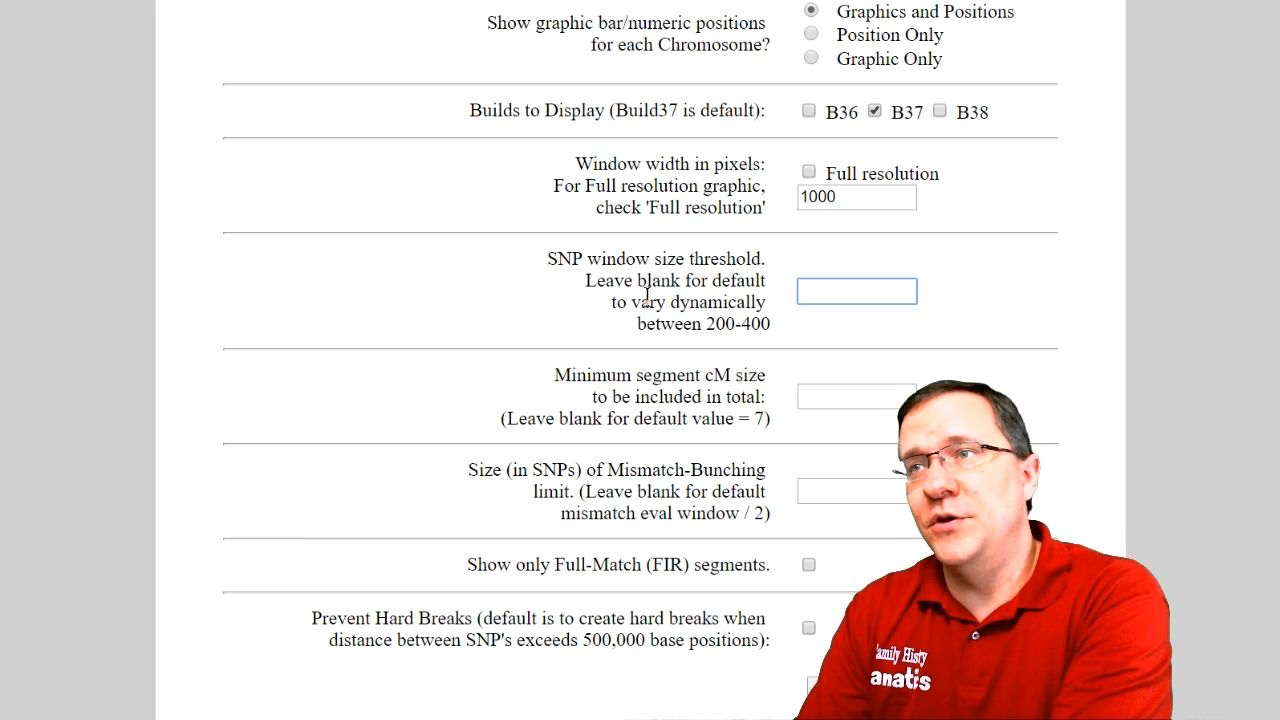 Show graphic bar/numeric positions
for each Chromosome?
Graphics and Positions
Position Only
Graphic Only
Builds to Display (Build37 is default):
B36
B37
B38
Window width in pixels:
For Full resolution graphic,
check 'Full resolution'
Full resolution
1000
SNP window size threshold.
Leave blank for default
to vary dynamically
between 200-400
Minimum segment cM size
to be included in total:
(Leave blank for default value = 7)
Size (in SNPs) of Mismatch-Bunching
limit. (Leave blank for default
mismatch eval window / 2)
Show only Full-Match (FIR) segments.
Prevent Hard Breaks (default is to create hard breaks when
distance between SNP's exceeds 500,000 base positions):